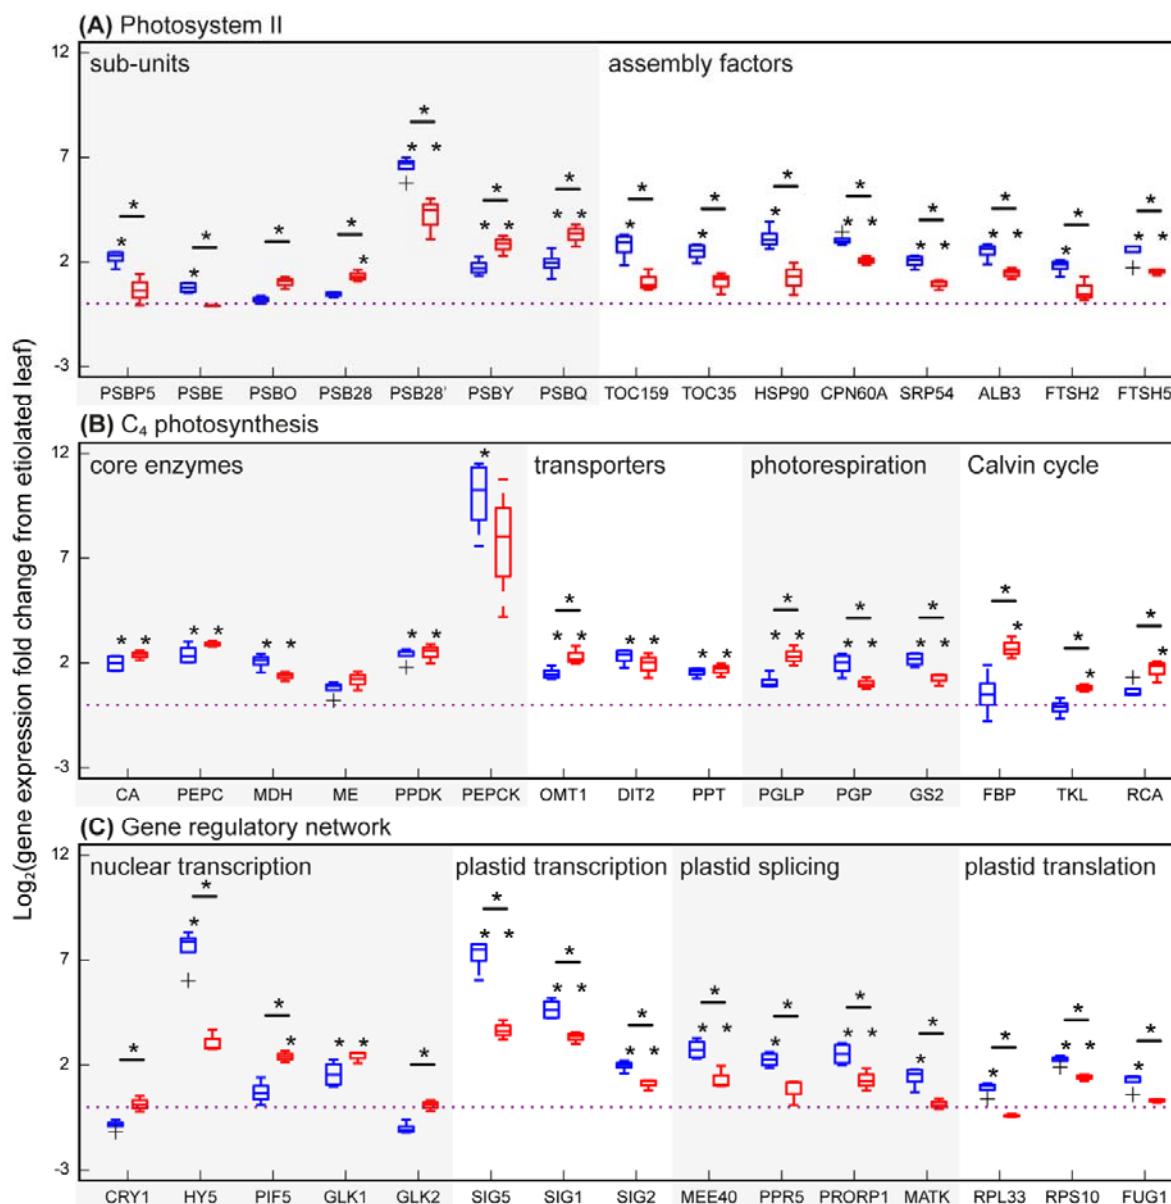 (A) Photosystem II
12
sub-units assembly factors
7
2
-3
PSBP5 PSBE PSBO PSB28 PSB28' PSBY PSBQ TOC159 TOC35 HSP90 CPN60A SRP54 ALB3 FTSH2 FTSH5
Log₂(gene expression fold change from etiolated leaf)
(B) C₄ photosynthesis
12
core enzymes transporters photorespiration Calvin cycle
7
2
-3
CA PEPC MDH ME PPDK PEPCK OMT1 DIT2 PPT PGLP PGP GS2 FBP TKL RCA
(C) Gene regulatory network
12
nuclear transcription plastid transcription plastid splicing plastid translation
7
2
-3
CRY1 HY5 PIF5 GLK1 GLK2 SIG5 SIG1 SIG2 MEE40 PPR5 PRORP1 MATK RPL33 RPS10 FUG1